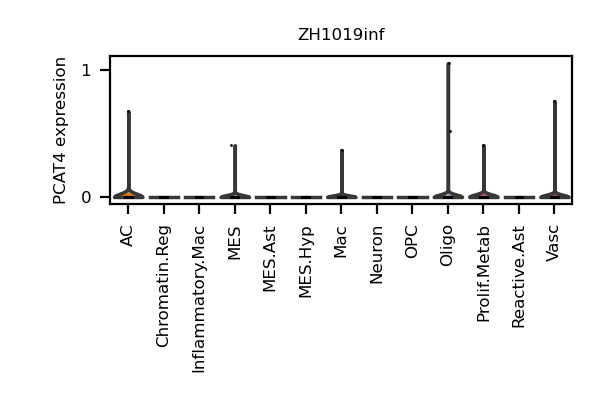 ZH1019inf
PCAT4 expression
1
0
AC
Chromatin.Reg
Inflammatory.Mac
MES
MES.Ast
MES.Hyp
Mac
Neuron
OPC
Oligo
Prolif.Metab
Reactive.Ast
Vasc